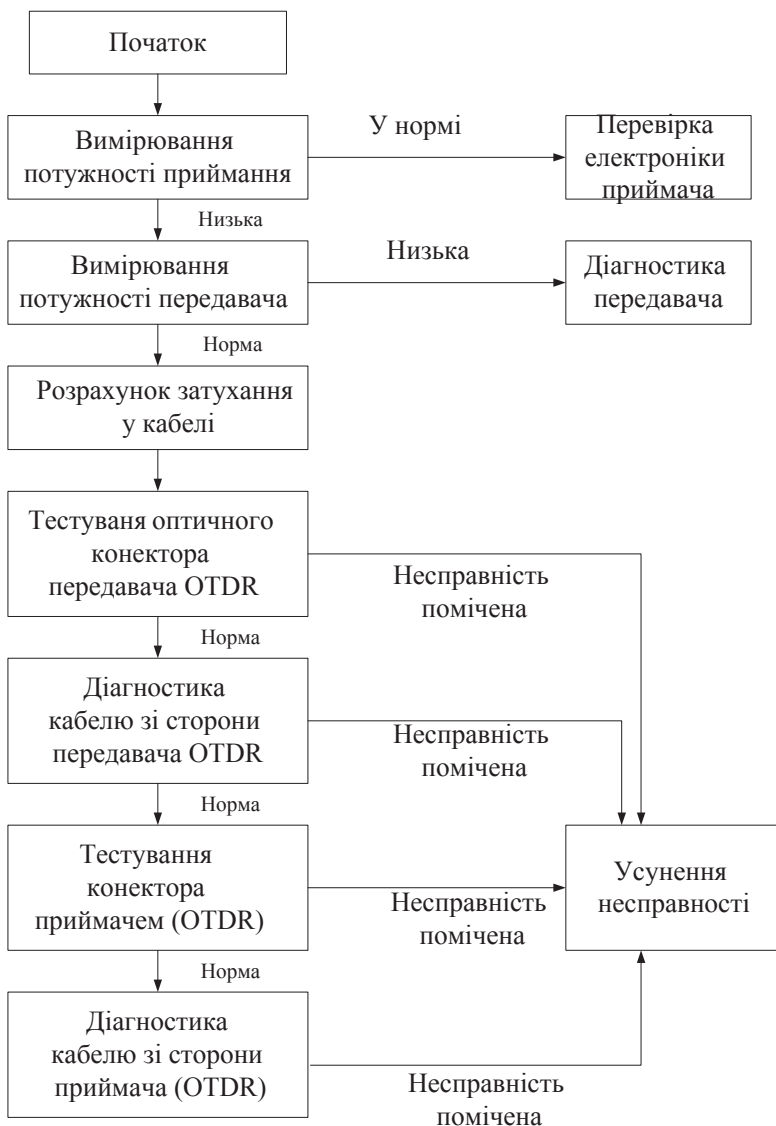 Початок
Вимірювання
потужності приймання
У нормі
Перевірка
електроніки
приймача
Низька
Вимірювання
потужності передавача
Низька
Діагностика
передавача
Норма
Розрахунок затухання
у кабелі
Тестуваня оптичного
конектора
передавача OTDR
Несправність
помічена
Норма
Діагностика
кабелю зі сторони
передавача OTDR
Несправність
помічена
Норма
Тестування
конектора
приймачем (OTDR)
Несправність
помічена
Усунення
несправності
Норма
Діагностика
кабелю зі сторони
приймача (OTDR)
Несправність
помічена